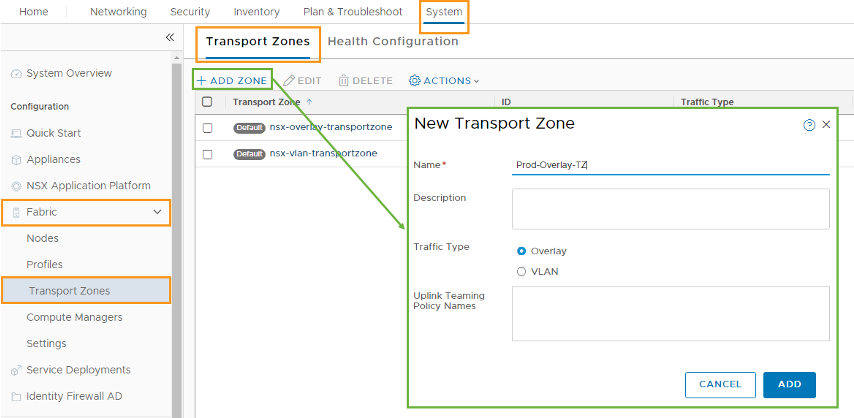 Home Networking Security Inventory Plan & Troubleshoot System
Transport Zones Health Configuration
System Overview
Configuration
Quick Start
Appliances
NSX Application Platform
Fabric
Nodes
Profiles
Transport Zones
Compute Managers
Settings
Service Deployments
Identity Firewall AD
+ ADD ZONE EDIT DELETE ACTIONS
Transport Zone ID Traffic Type
Default nsx-overlay-transportzone
Default nsx-vlan-transportzone
New Transport Zone
Name* Prod-Overlay-TZ
Description
Traffic Type Overlay
VLAN
Uplink Teaming
Policy Names
CANCEL ADD